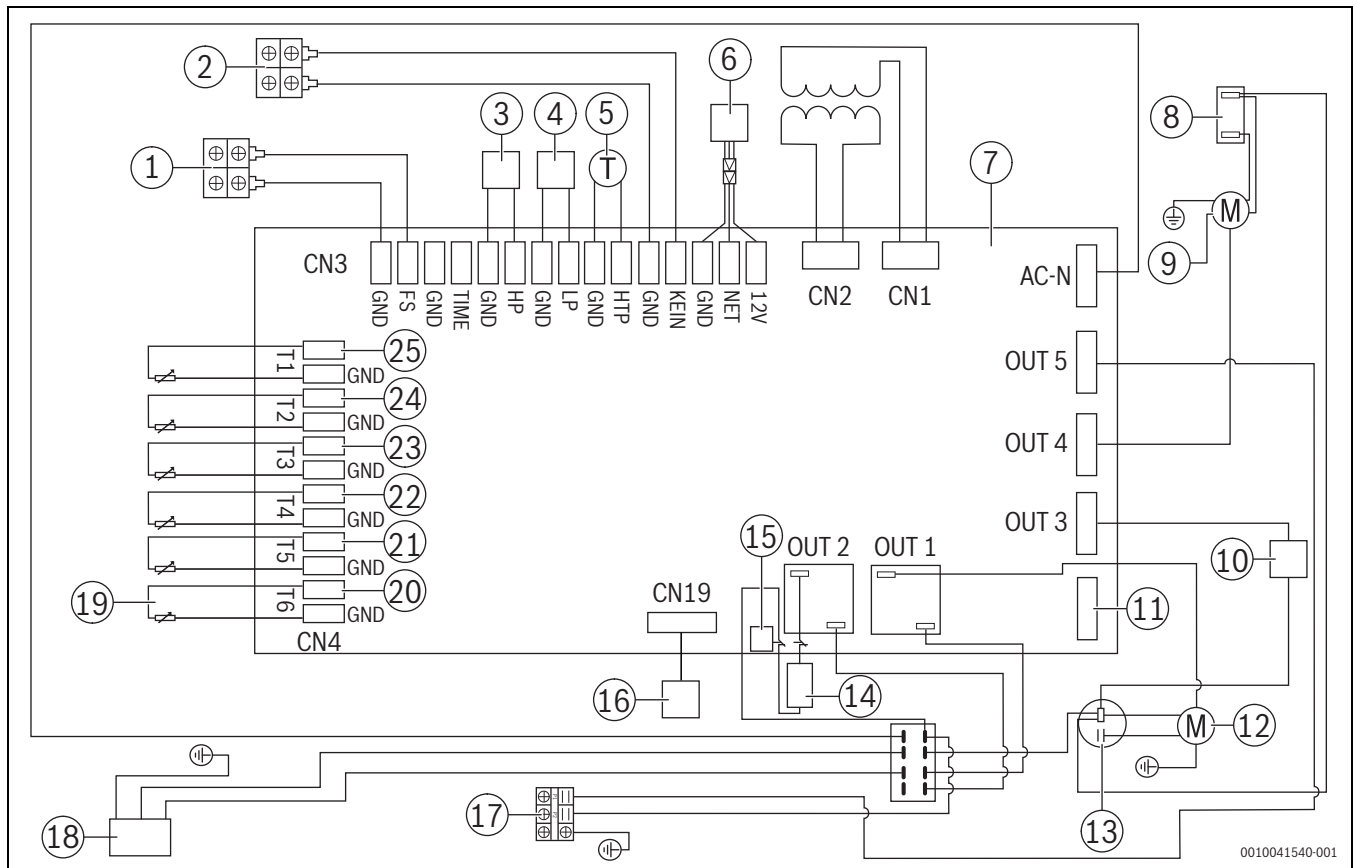 2
6
3
4
5
T
8
1
7
M
9
CN3
CN2
CN1
AC-N
GND
FS
GND
TIME
GND
HP
GND
LP
GND
HTP
GND
KEIN
GND
NET
12V
OUT 5
T1
25
GND
T2
24
GND
T3
23
GND
OUT 4
T4
22
GND
T5
21
GND
OUT 3
10
15
OUT 2
OUT 1
19
T6
20
GND
CN19
11
CN4
16
14
M
12
13
17
P1
P2
18
0010041540-001